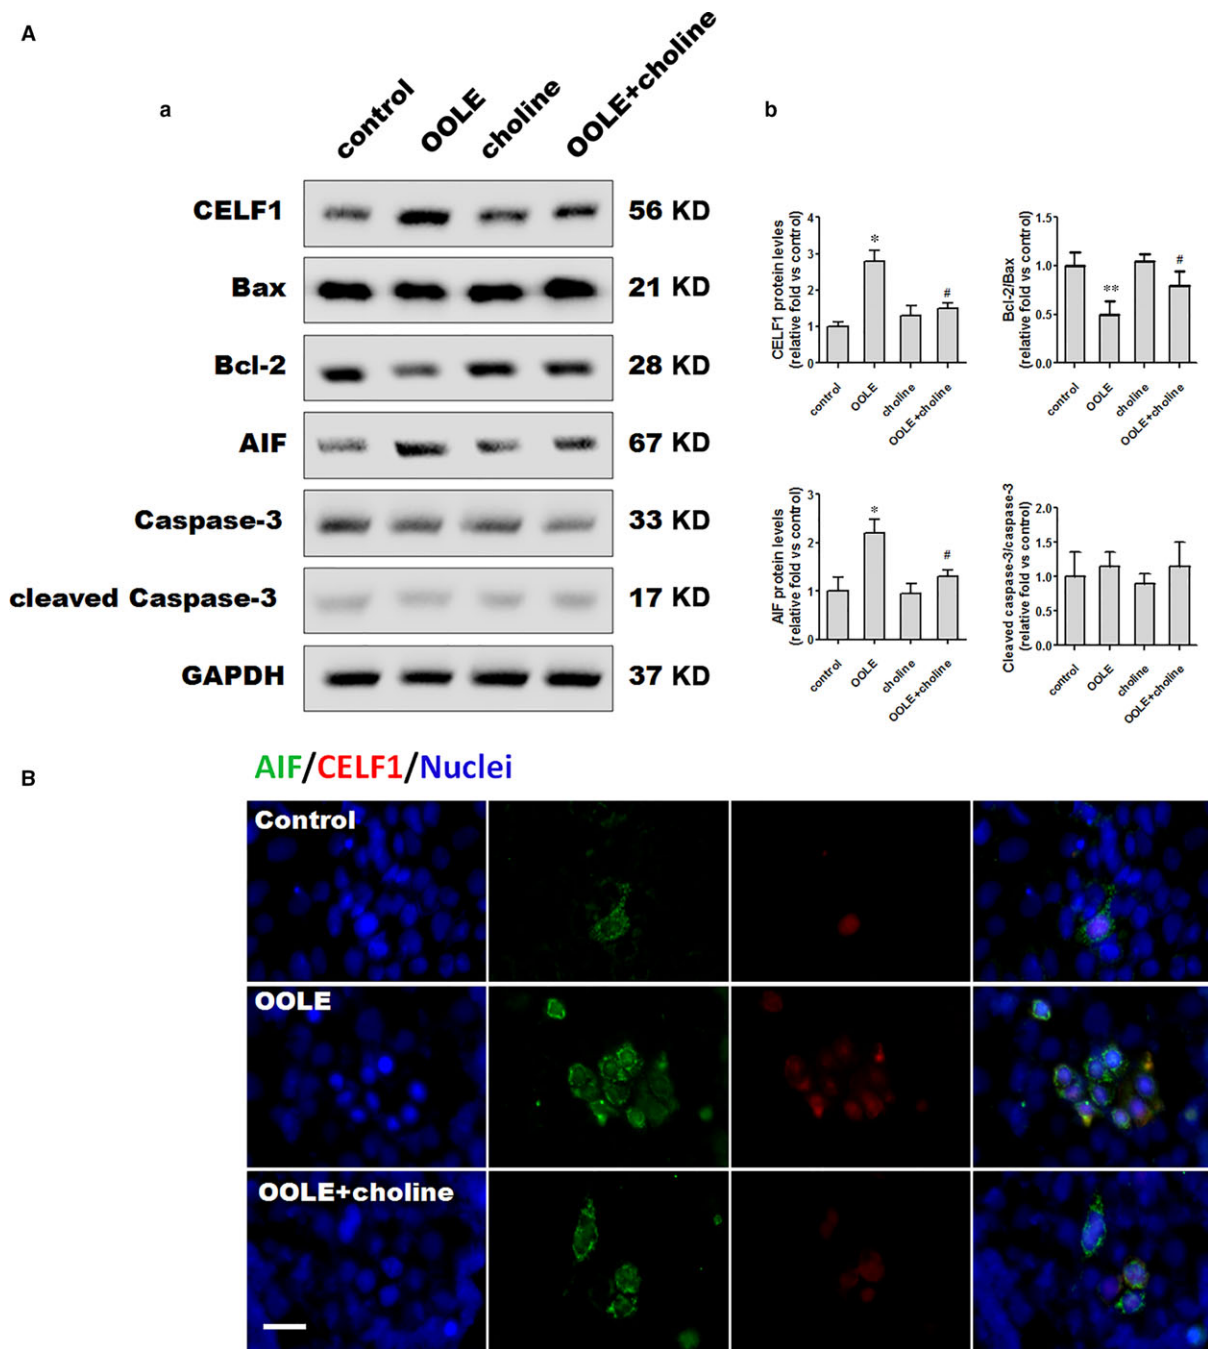 A
a
control
OOLE
choline
OOLE+choline
CELF1
56 KD
Bax
21 KD
Bcl-2
28 KD
AIF
67 KD
Caspase-3
33 KD
cleaved Caspase-3
17 KD
GAPDH
37 KD
b
CELF1 protein levles
(relative fold vs control)
4
3
2
1
0
*
#
control
OOLE
choline
OOLE+choline
Bcl-2/Bax
(relative fold vs control)
1.5
1.0
0.5
0.0
**
#
control
OOLE
choline
OOLE+choline
AIF protein levels
(relative fold vs control)
3
2
1
0
*
#
control
OOLE
choline
OOLE+choline
Cleaved caspase-3/caspase-3
(relative fold vs control)
2.0
1.5
1.0
0.5
0.0
control
OOLE
choline
OOLE+choline
B
AIF/CELF1/Nuclei
Control
OOLE
OOLE+choline